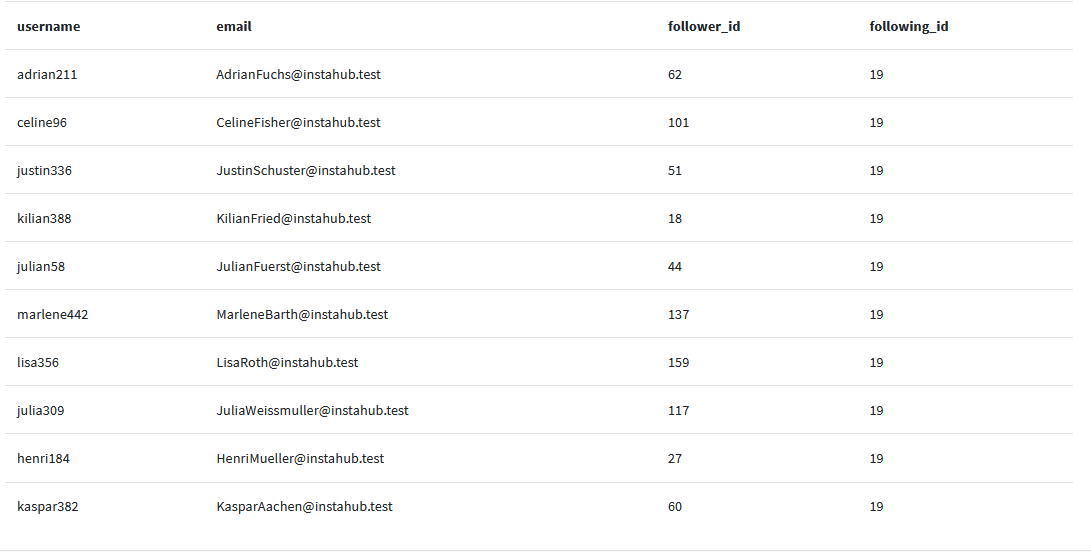 username email follower_id following_id
adrian211 AdrianFuchs@instahub.test 62 19
celine96 CelineFisher@instahub.test 101 19
justin336 JustinSchuster@instahub.test 51 19
kilian388 KilianFried@instahub.test 18 19
julian58 JulianFuerst@instahub.test 44 19
marlene442 MarleneBarth@instahub.test 137 19
lisa356 LisaRoth@instahub.test 159 19
julia309 JuliaWeissmuller@instahub.test 117 19
henri184 HenriMueller@instahub.test 27 19
kaspar382 KasparAachen@instahub.test 60 19